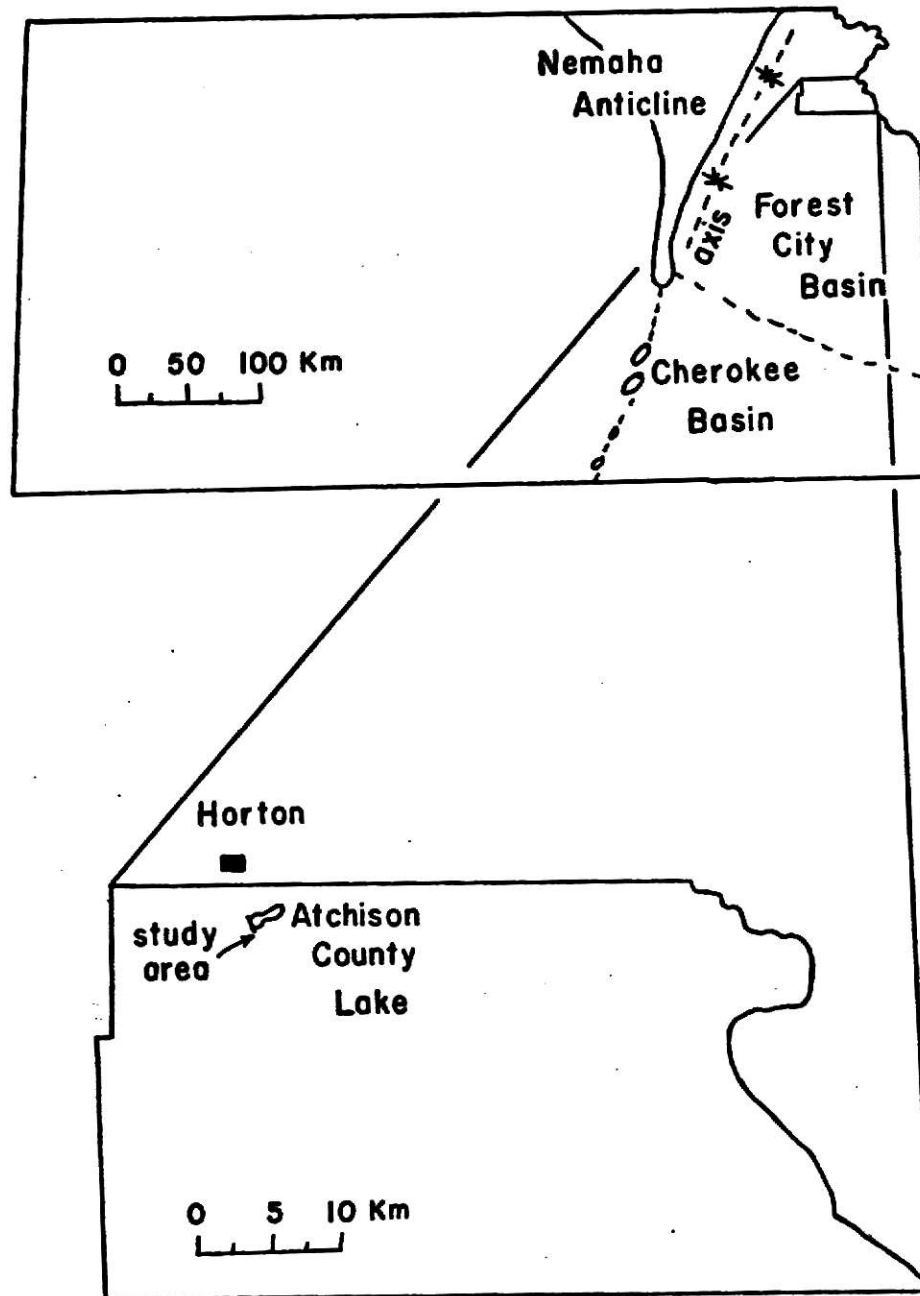 Nemaha
Anticline
axis
Forest
City
Basin
0 50 100 Km
Cherokee
Basin
Horton
study
area
Atchison
County
Lake
0 5 10 Km